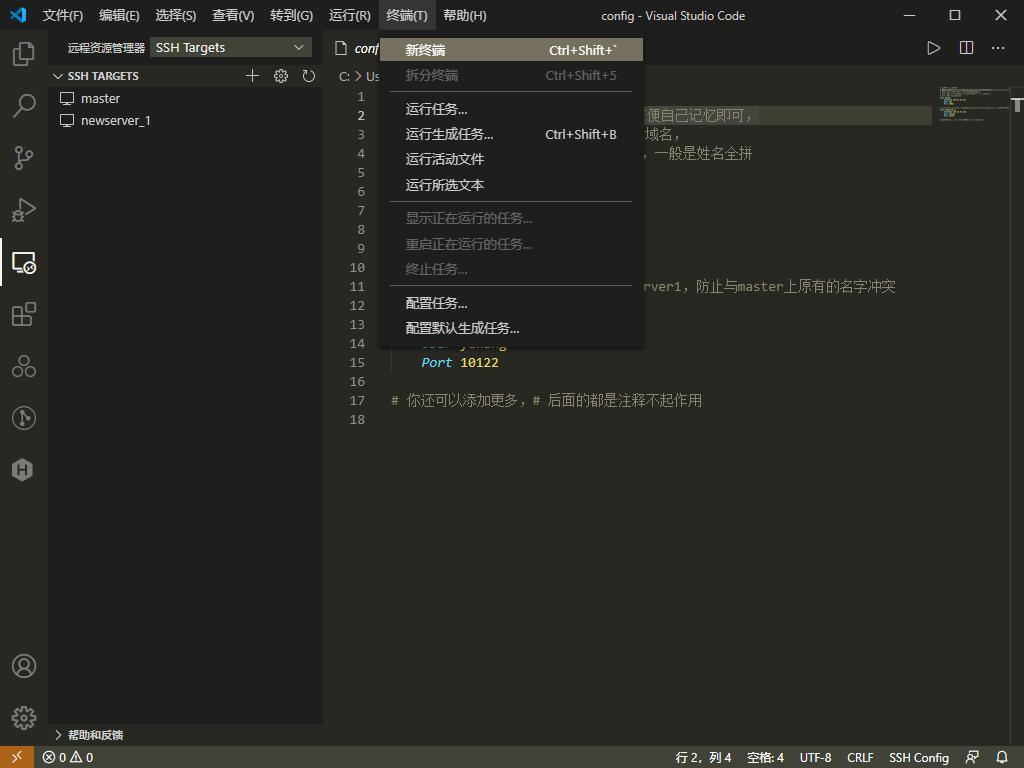 文件(F) 编辑(E) 选择(S) 查看(V) 转到(G) 运行(R) 终端(T) 帮助(H) config - Visual Studio Code
远程资源管理器 SSH Targets
SSH TARGETS
master
newserver_1
帮助和反馈
conf
C: > Us
新终端 Ctrl+Shift+`
拆分终端 Ctrl+Shift+5
运行任务...
运行生成任务... Ctrl+Shift+B
运行活动文件
运行所选文本
显示正在运行的任务...
重启正在运行的任务...
终止任务...
配置任务...
配置默认生成任务...
1
2 便自己记忆即可，
3 域名，
4 ，一般是姓名全拼
5
6
7
8
9
10
11 rver1，防止与master上原有的名字冲突
12
13
14
15 Port 10122
16
17 # 你还可以添加更多，# 后面的都是注释不起作用
18
0 0 行 2，列 4 空格: 4 UTF-8 CRLF SSH Config